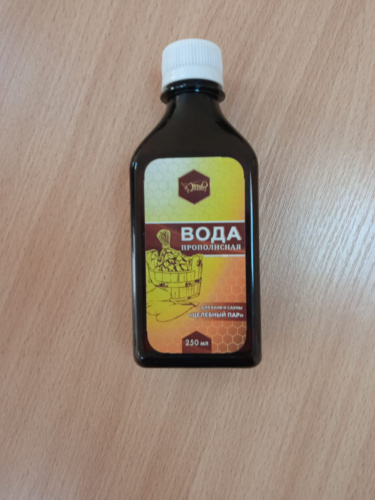 ВОДА
ПРОПОЛИСНАЯ
ДЛЯ БАНИ И САУНЫ
«ЦЕЛЕБНЫЙ ПАР»
250 мл